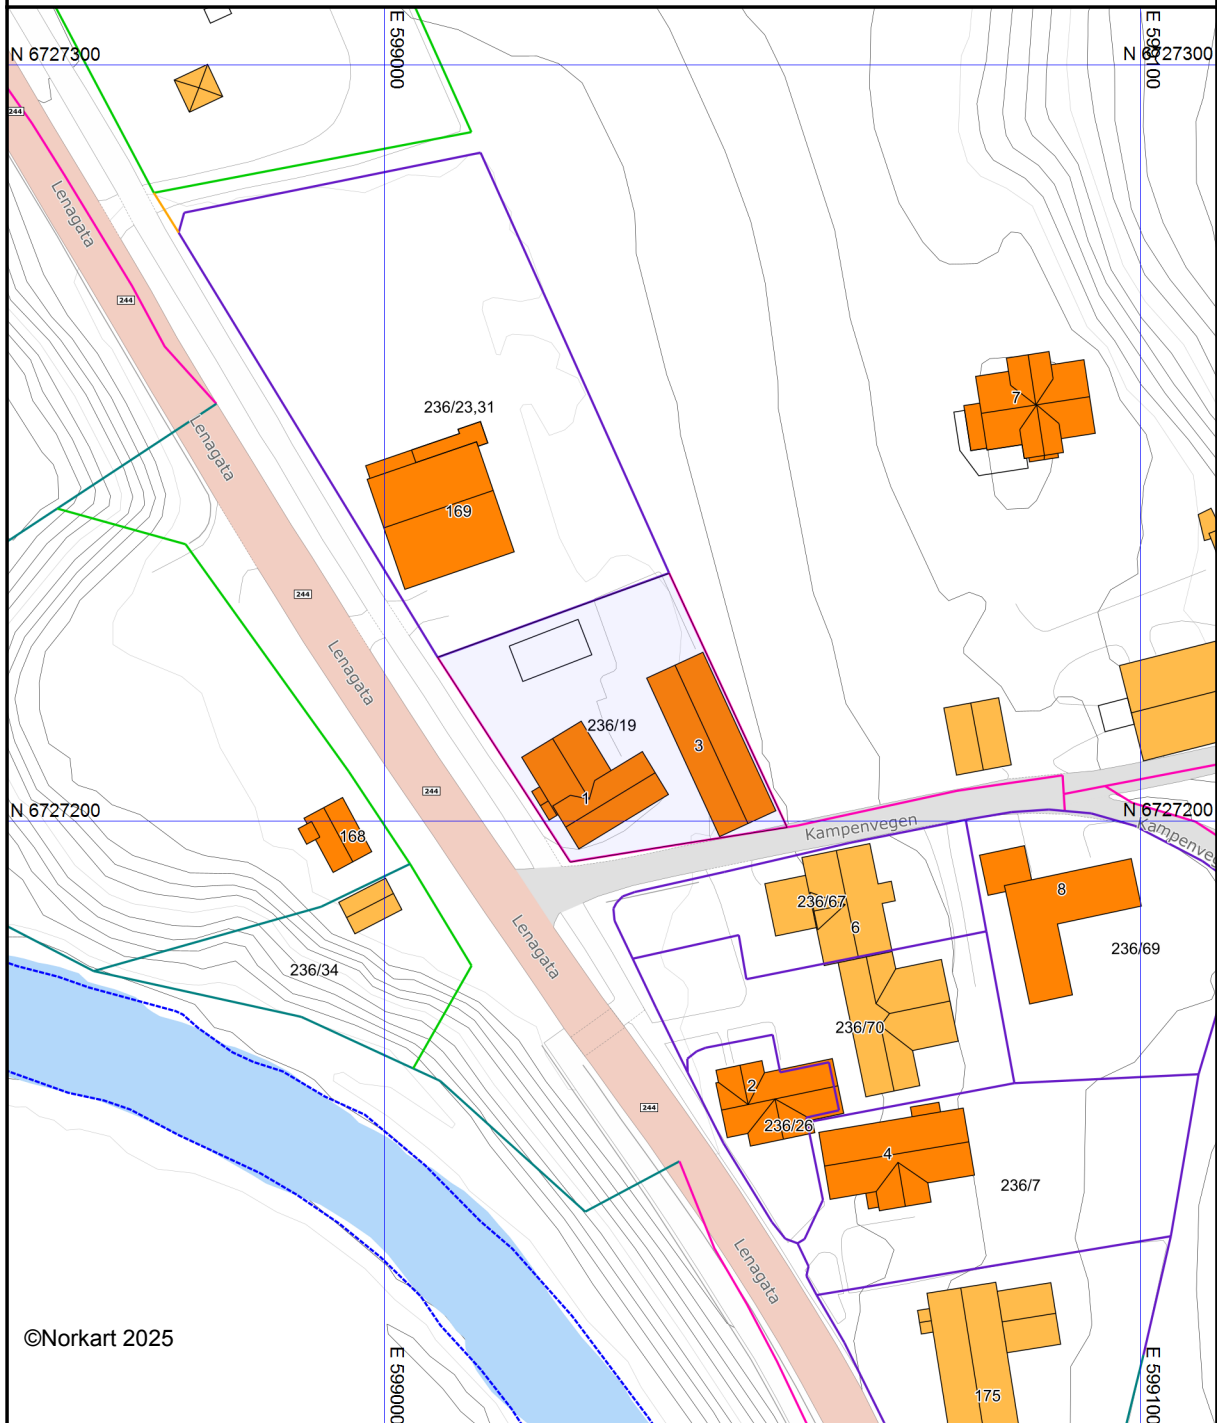 E 599000
E 599100
N 6727300
N 6727300
244
Lenagata
244
7
236/23,31
Lenagata
169
244
Lenagata
236/19
3
244
1
N 6727200
N 6727200
Kampenvegen
Kampenveg
168
8
236/67
6
236/69
Lenagata
236/34
236/70
2
244
236/26
4
236/7
Lenagata
©Norkart 2025
E 599000
E 599100
175